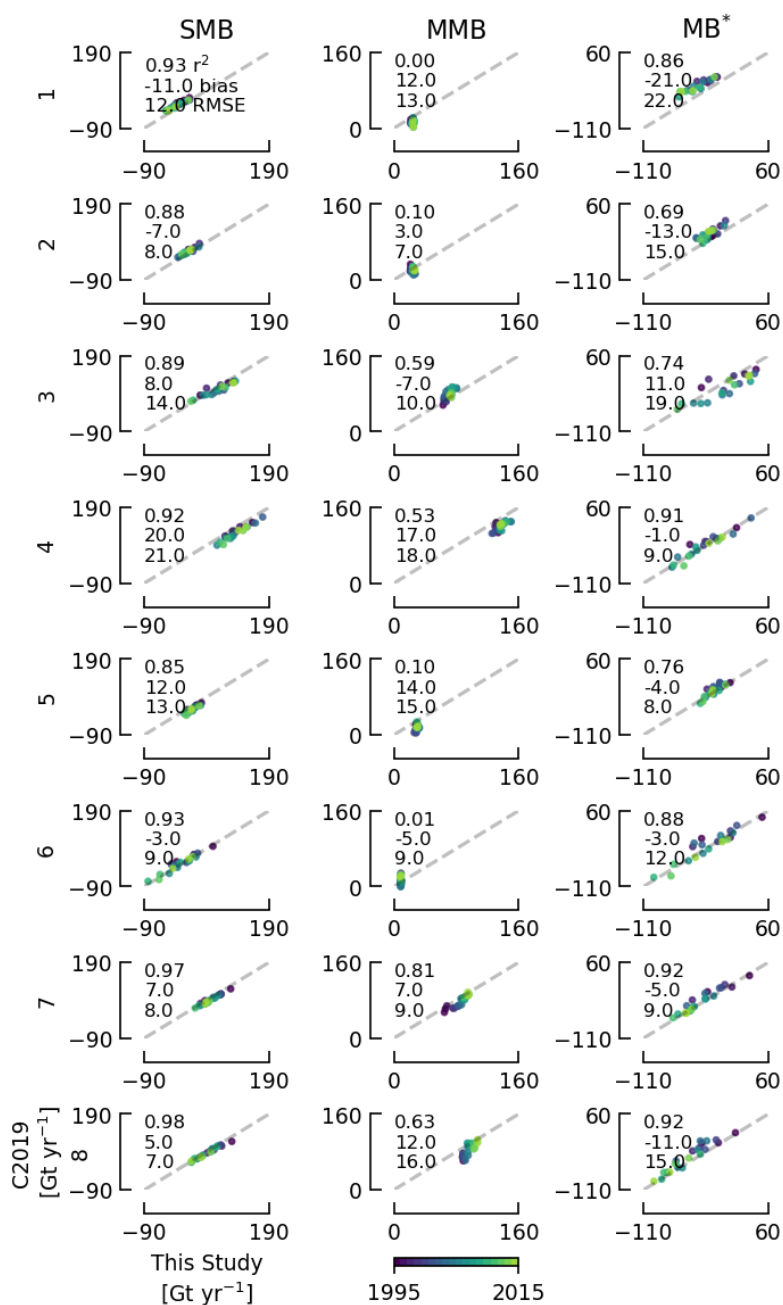 SMB MMB MB*
190 160 60
0.93 r² 0.00 0.86
-11.0 bias 12.0 -21.0
12.0 RMSE 13.0 22.0
1
−90 0 −110
−90 190 0 160 −110 60
190 160 60
0.88 0.10 0.69
-7.0 3.0 -13.0
8.0 7.0 15.0
2
−90 0 −110
−90 190 0 160 −110 60
190 160 60
0.89 0.59 0.74
8.0 -7.0 11.0
14.0 10.0 19.0
3
−90 0 −110
−90 190 0 160 −110 60
190 160 60
0.92 0.53 0.91
20.0 17.0 -1.0
21.0 18.0 9.0
4
−90 0 −110
−90 190 0 160 −110 60
190 160 60
0.85 0.10 0.76
12.0 14.0 -4.0
13.0 15.0 8.0
5
−90 0 −110
−90 190 0 160 −110 60
190 160 60
0.93 0.01 0.88
-3.0 -5.0 -3.0
9.0 9.0 12.0
6
−90 0 −110
−90 190 0 160 −110 60
190 160 60
0.97 0.81 0.92
7.0 7.0 -5.0
8.0 9.0 9.0
7
−90 0 −110
−90 190 0 160 −110 60
190 160 60
0.98 0.63 0.92
5.0 12.0 -11.0
7.0 16.0 15.0
C2019
[Gt yr⁻¹]
8
−90 0 −110
−90 190 0 160 −110 60
This Study
[Gt yr⁻¹]
1995 2015